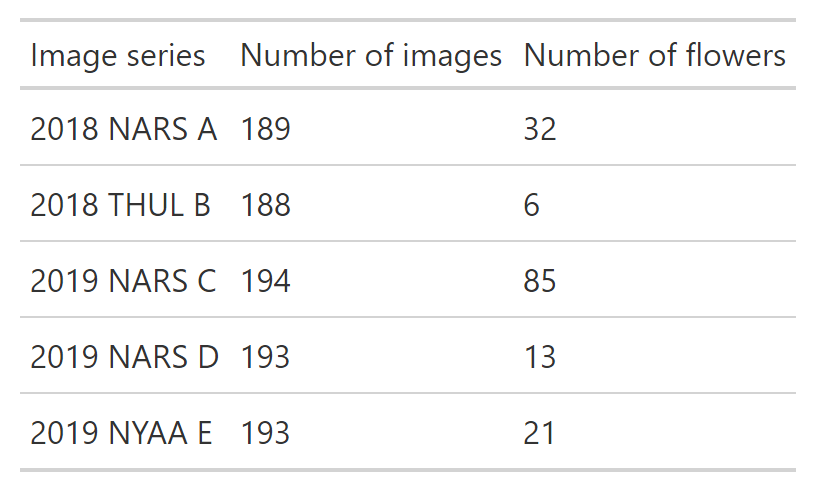 Image series Number of images Number of flowers
2018 NARS A 189 32
2018 THUL B 188 6
2019 NARS C 194 85
2019 NARS D 193 13
2019 NYAA E 193 21